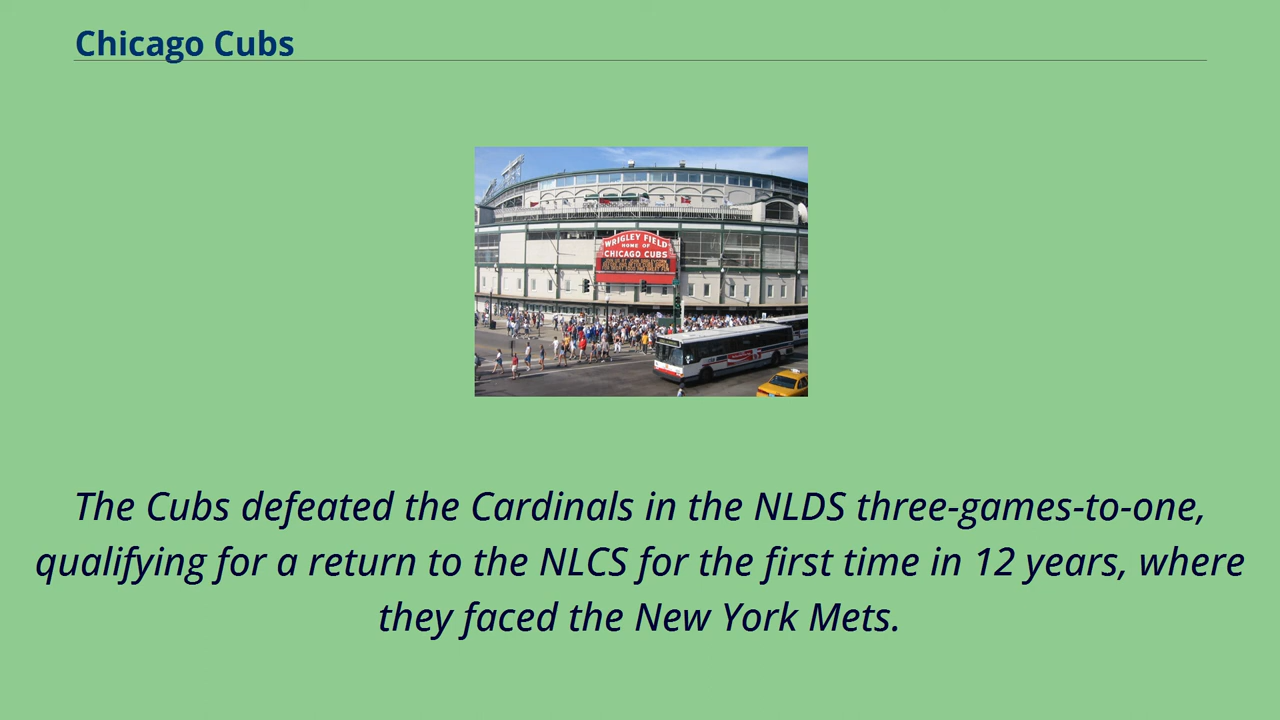 Chicago Cubs
WRIGLEY FIELD
HOME OF
CHICAGO CUBS
The Cubs defeated the Cardinals in the NLDS three-games-to-one,
qualifying for a return to the NLCS for the first time in 12 years, where
they faced the New York Mets.